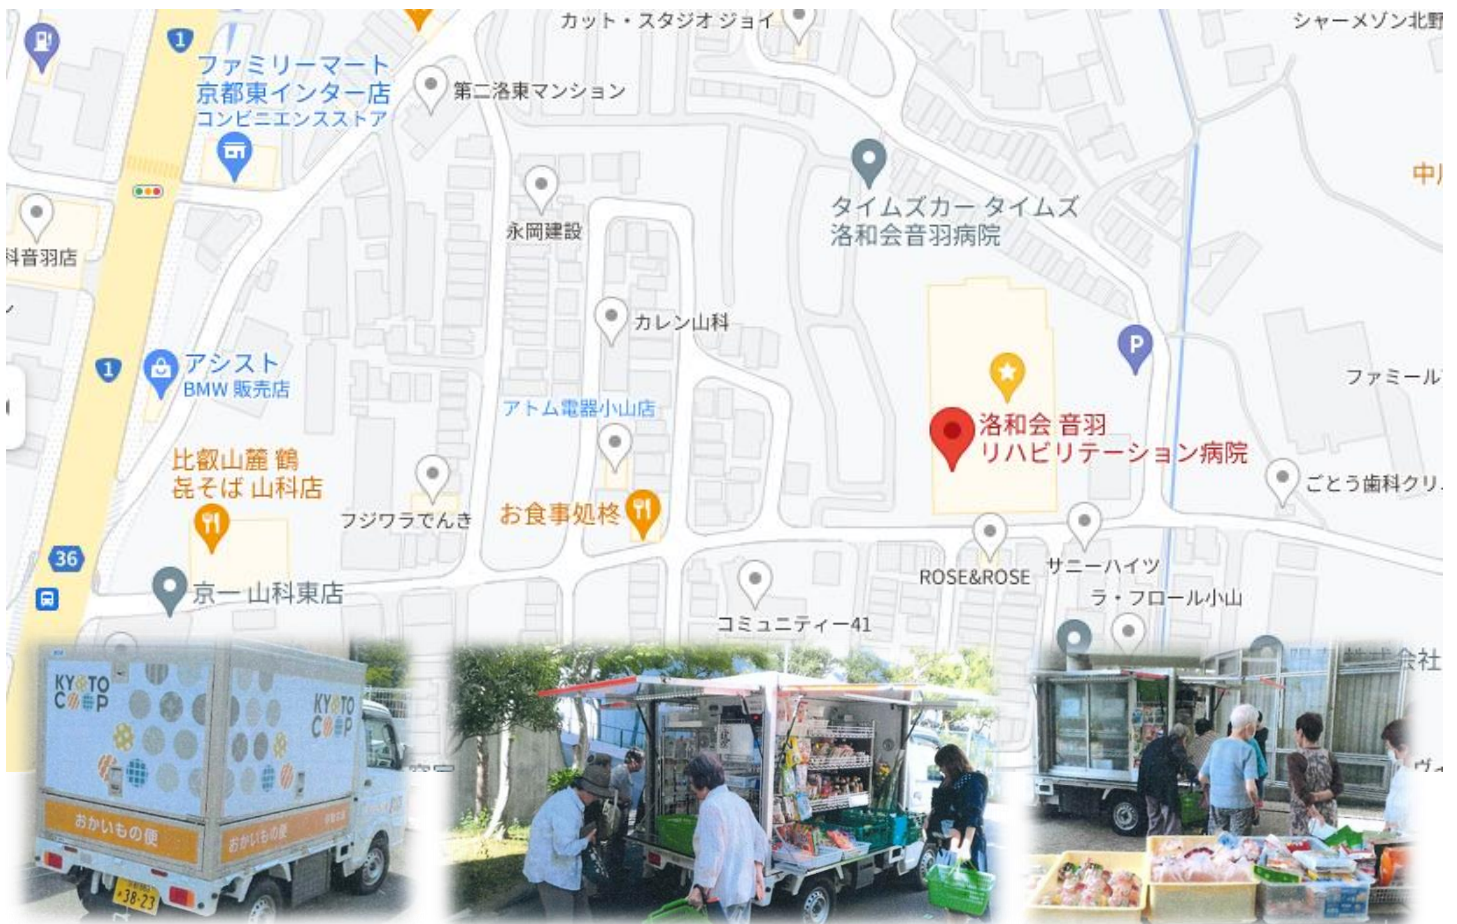 カット・スタジオ ジョイ
シャーメゾン北野
1
ファミリーマート
京都東インター店
コンビニエンスストア
第二洛東マンション
中
タイムズカー タイムズ
洛和会音羽病院
永岡建設
科音羽店
カレン山科
P
1
アシスト
BMW 販売店
ファミール
アトム電器小山店
洛和会 音羽
リハビリテーション病院
比叡山麓 鶴
㐂そば 山科店
ごとう歯科クリ
お食事処柊
フジワラでんき
36
ROSE&ROSE
サニーハイツ
京一 山科東店
ラ・フロール小山
コミュニティー41
株式会社
ヴィ
KYOTO
COOP
KYOTO
COOP
おかいもの便
おかいもの便
38-23